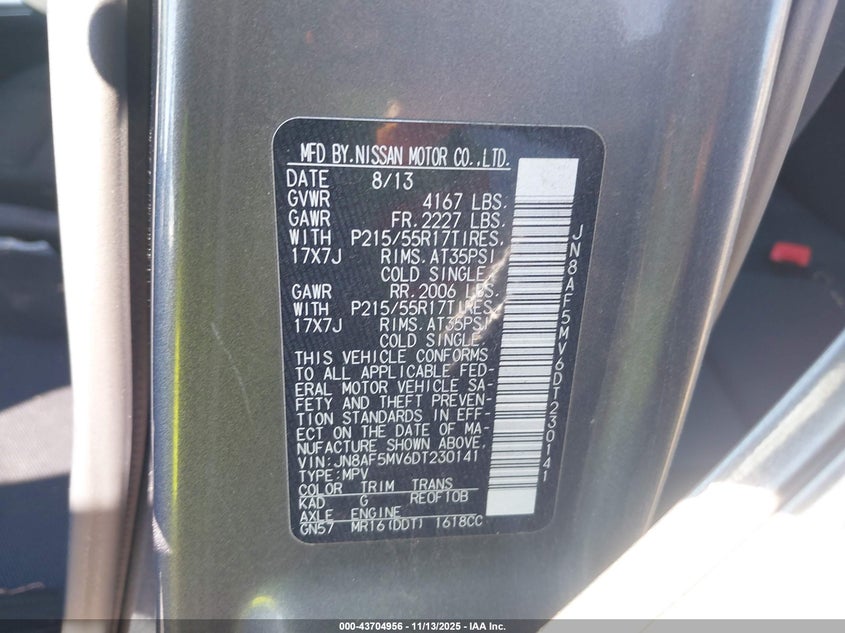 MFD BY.NISSAN MOTOR CO.,LTD.
DATE 8/13
GVWR 4167 LBS.
GAWR FR.2227 LBS.
WITH P215/55R17TIRES,
17X7J RIMS.AT35PSI
COLD SINGLE,
GAWR RR.2006 LBS.
WITH P215/55R17TIRES,
17X7J RIMS.AT35PSI
COLD SINGLE.
THIS VEHICLE CONFORMS
TO ALL APPLICABLE FED-
ERAL MOTOR VEHICLE SA-
FETY AND THEFT PREVEN-
TION STANDARDS IN EFF-
ECT ON THE DATE OF MA-
NUFACTURE SHOWN ABOVE.
VIN:JN8AF5MV6DT230141
TYPE:MPV
COLOR TRIM TRANS
KAD G RE0F10B
AXLE ENGINE
GN57 MR16(DDT) 1618CC
JN8AF5MV6DT230141
000-43704956 | 11/13/2025 - IAA Inc.